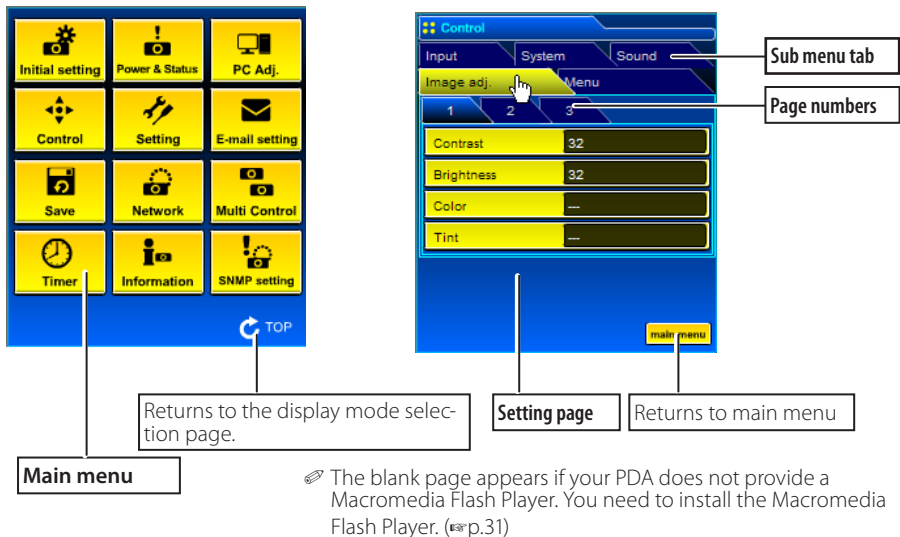 Initial setting Power & Status PC Adj.
Control Setting E-mail setting
Save Network Multi Control
Timer Information SNMP setting
TOP
Control
Input System Sound
Image adj. Menu
1 2 3
Contrast 32
Brightness 32
Color ---
Tint ---
main menu
Sub menu tab
Page numbers
Returns to the display mode selec-
tion page.
Setting page
Returns to main menu
Main menu
✐ The blank page appears if your PDA does not provide a
Macromedia Flash Player. You need to install the Macromedia
Flash Player. (☞p.31)